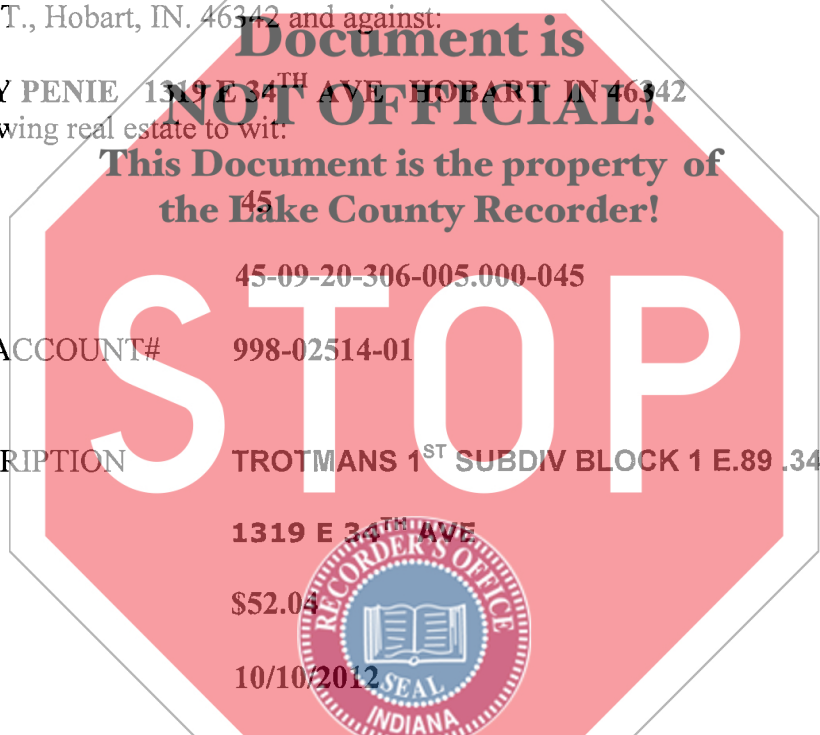 T., Hobart, IN. 46342 and against:
Document is
Y PENIE 1319 E 34TH AVE HOBART IN 46342
NOT OFFICIAL!
wing real estate to wit:
This Document is the property of
45
the Lake County Recorder!
45-09-20-306-005.000-045
STOP
ACCOUNT# 998-02514-01
RIPTION TROTMANS 1ST SUBDIV BLOCK 1 E.89 .34
1319 E 34TH AVE
RECORDER'S OFFICE
$52.04
10/10/2012
SEAL
INDIANA